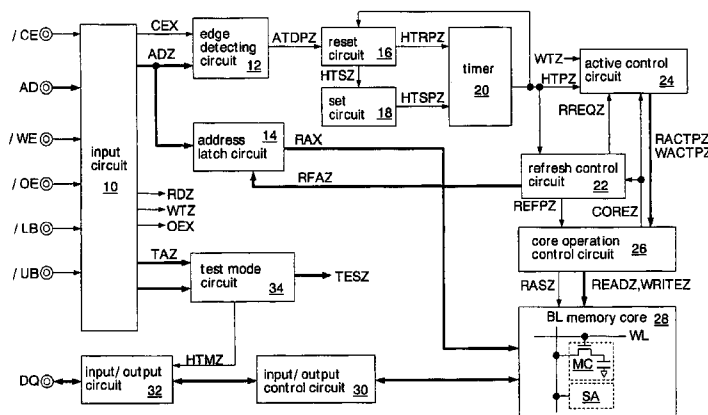 / CE
AD
/ WE
/ OE
/ LB
/ UB
DQ
input
circuit
10
CEX
ADZ
RDZ
WTZ
OEX
TAZ
edge
detecting
circuit
12
ATDPZ
reset
circuit
16
HTRPZ
HTSZ
set
circuit
18
HTSPZ
timer
20
WTZ
HTPZ
active control
circuit
24
RREQZ
RACTPZ
WACTPZ
address
latch circuit
14
RAX
RFAZ
refresh control
circuit
22
REFPZ
COREZ
core operation
control circuit
26
RASZ
READZ,WRITEZ
test mode
circuit
34
TESZ
HTMZ
input/ output
circuit
32
input/ output
control circuit
30
BL memory core 28
WL
MC
SA